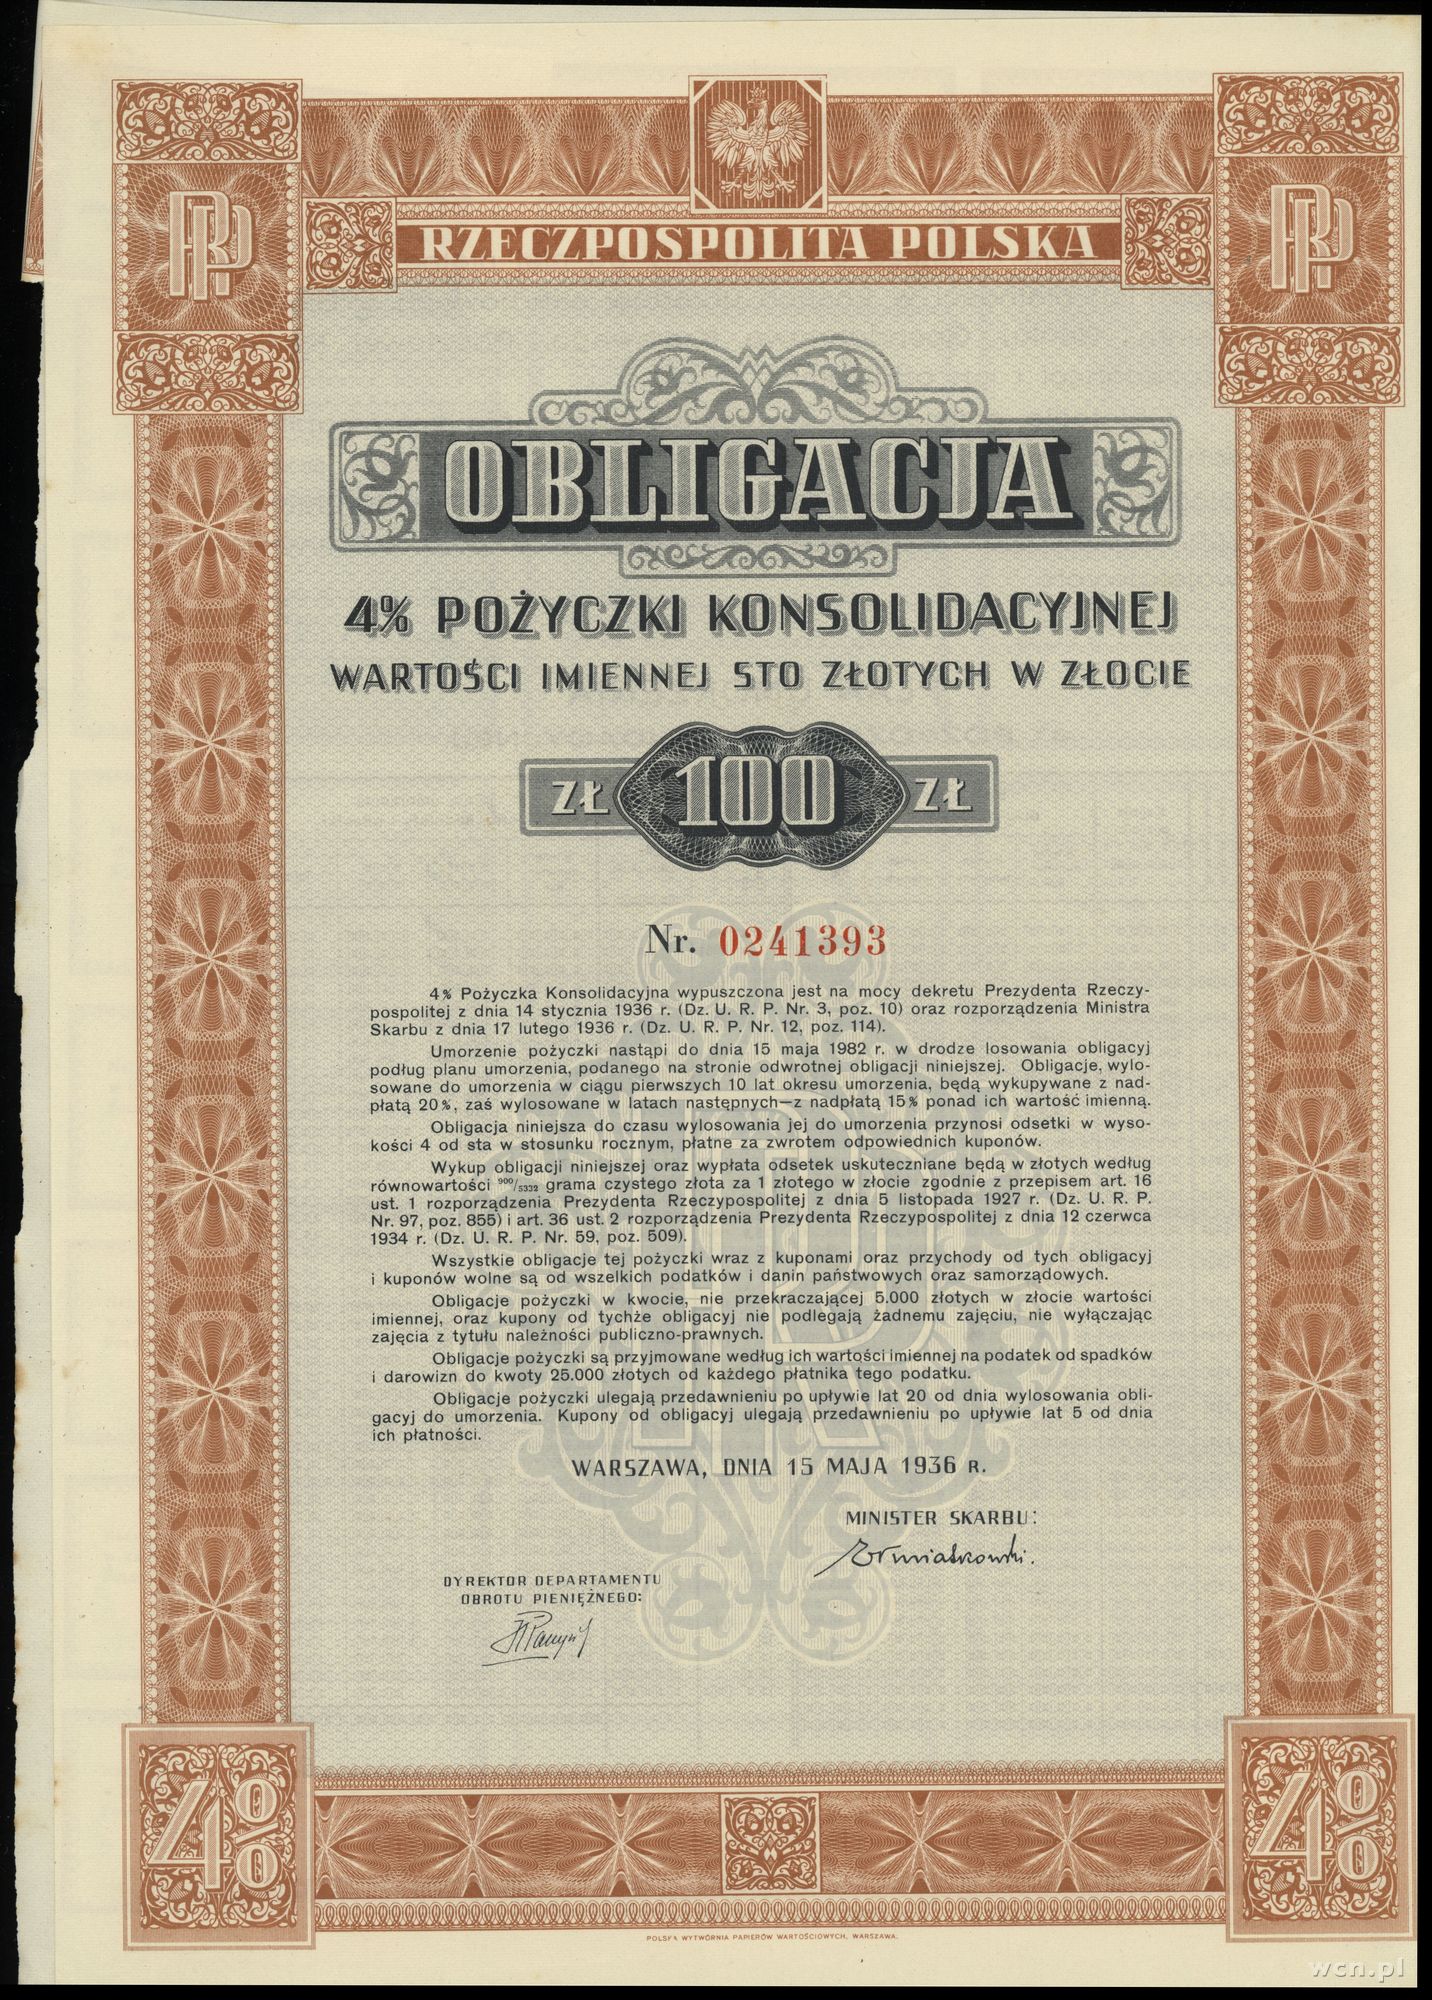 RP
RP
RZECZPOSPOLITA POLSKA
OBLIGACJA
4% POŻYCZKI KONSOLIDACYJNEJ
WARTOŚCI IMIENNEJ STO ZŁOTYCH W ZŁOCIE
ZŁ 100 ZŁ
Nr. 0241393
4% Pożyczka Konsolidacyjna wypuszczona jest na mocy dekretu Prezydenta Rzeczy-
pospolitej z dnia 14 stycznia 1936 r. (Dz. U. R. P. Nr. 3, poz. 10) oraz rozporządzenia Ministra
Skarbu z dnia 17 lutego 1936 r. (Dz. U. R. P. Nr. 12, poz. 114).
Umorzenie pożyczki nastąpi do dnia 15 maja 1982 r. w drodze losowania obligacyj
podług planu umorzenia, podanego na stronie odwrotnej obligacji niniejszej. Obligacje, wylo-
sowane do umorzenia w ciągu pierwszych 10 lat okresu umorzenia, będą wykupywane z nad-
płatą 20%, zaś wylosowane w latach następnych—z nadpłatą 15% ponad ich wartość imienną.
Obligacja niniejsza do czasu wylosowania jej do umorzenia przynosi odsetki w wyso-
kości 4 od sta w stosunku rocznym, płatne za zwrotem odpowiednich kuponów.
Wykup obligacji niniejszej oraz wypłata odsetek uskuteczniane będą w złotych według
równowartości 900/5332 grama czystego złota za 1 złotego w złocie zgodnie z przepisem art. 16
ust. 1 rozporządzenia Prezydenta Rzeczypospolitej z dnia 5 listopada 1927 r. (Dz. U. R. P.
Nr. 97, poz. 855) i art. 36 ust. 2 rozporządzenia Prezydenta Rzeczypospolitej z dnia 12 czerwca
1934 r. (Dz. U. R. P. Nr. 59, poz. 509).
Wszystkie obligacje tej pożyczki wraz z kuponami oraz przychody od tych obligacyj
i kuponów wolne są od wszelkich podatków i danin państwowych oraz samorządowych.
Obligacje pożyczki w kwocie, nie przekraczającej 5.000 złotych w złocie wartości
imiennej, oraz kupony od tychże obligacyj nie podlegają żadnemu zajęciu, nie wyłączając
zajęcia z tytułu należności publiczno-prawnych.
Obligacje pożyczki są przyjmowane według ich wartości imiennej na podatek od spadków
i darowizn do kwoty 25.000 złotych od każdego płatnika tego podatku.
Obligacje pożyczki ulegają przedawnieniu po upływie lat 20 od dnia wylosowania obli-
gacyj do umorzenia. Kupony od obligacyj ulegają przedawnieniu po upływie lat 5 od dnia
ich płatności.
WARSZAWA, DNIA 15 MAJA 1936 R.
MINISTER SKARBU:
DYREKTOR DEPARTAMENTU
OBROTU PIENIĘŻNEGO:
4%
4%
POLSKA WYTWÓRNIA PAPIERÓW WARTOŚCIOWYCH, WARSZAWA.
wcn.pl